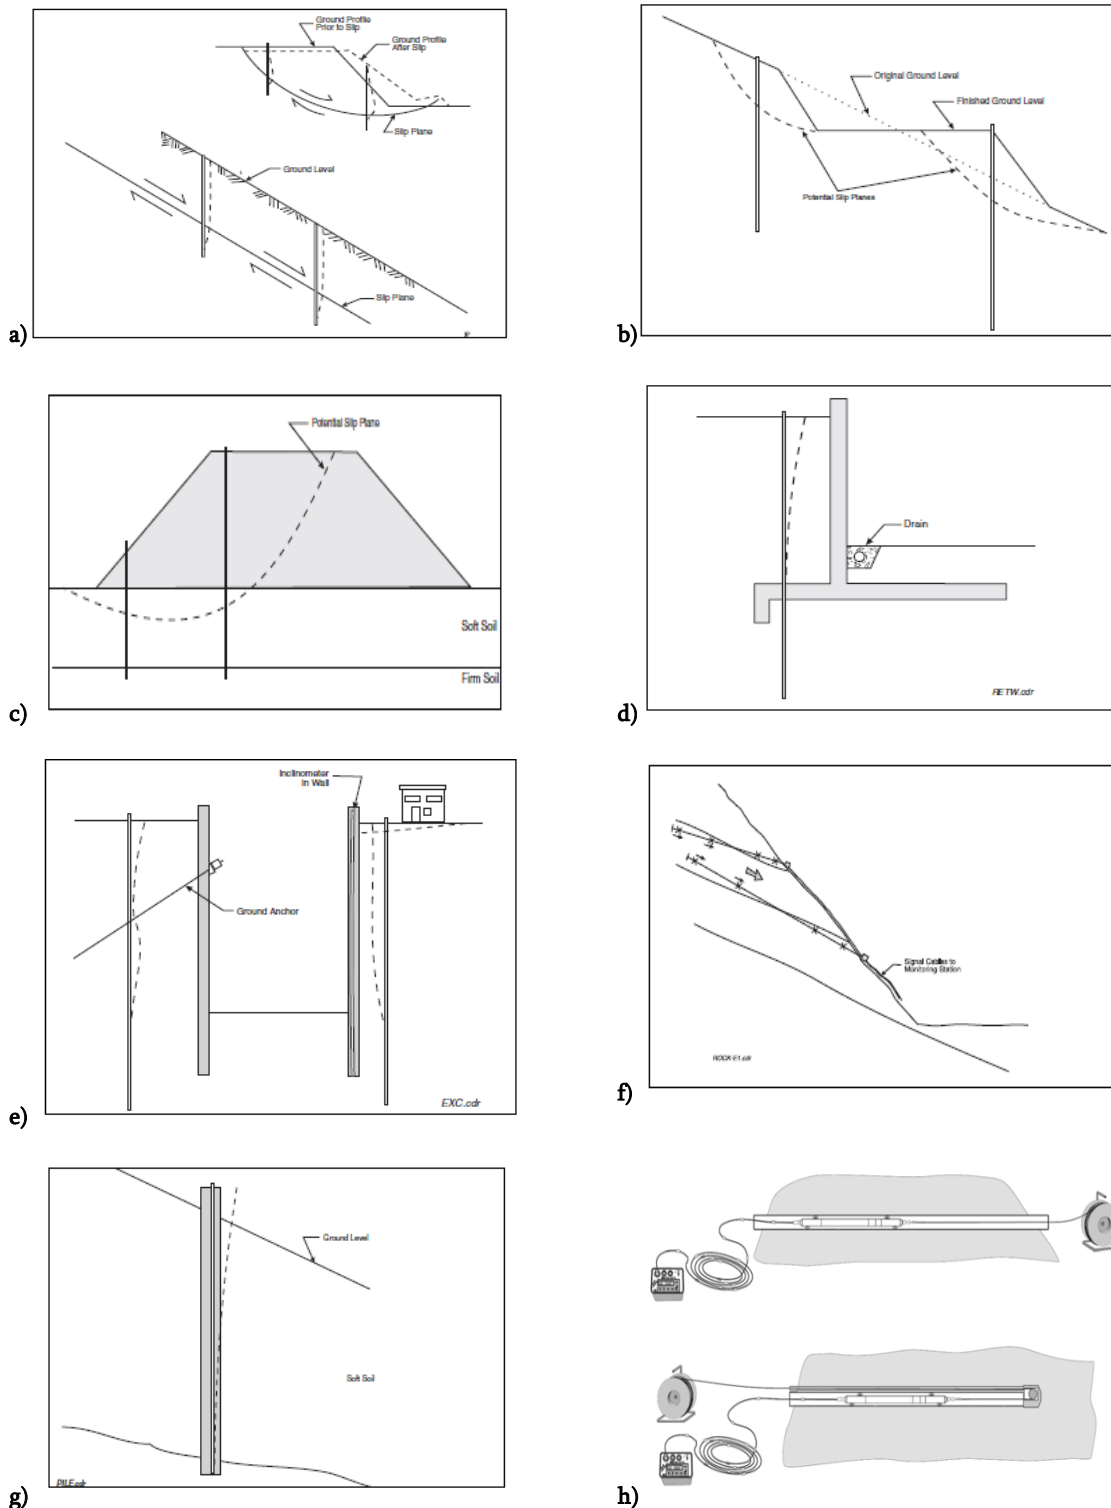 Ground Profile
Prior to Slip
Ground Profile
After Slip
Slip Plane
Ground Level
Slip Plane
a)
Original Ground Level
Finished Ground Level
Potential Slip Planes
b)
Potential Slip Plane
Soft Soil
Firm Soil
c)
Drain
RETW.cdr
d)
Inclinometer
in Wall
Ground Anchor
EXC.cdr
e)
Signal Cables to
Monitoring Station
ROCK-E1.cdr
f)
Ground Level
Soft Soil
PILE.cdr
g)
h)